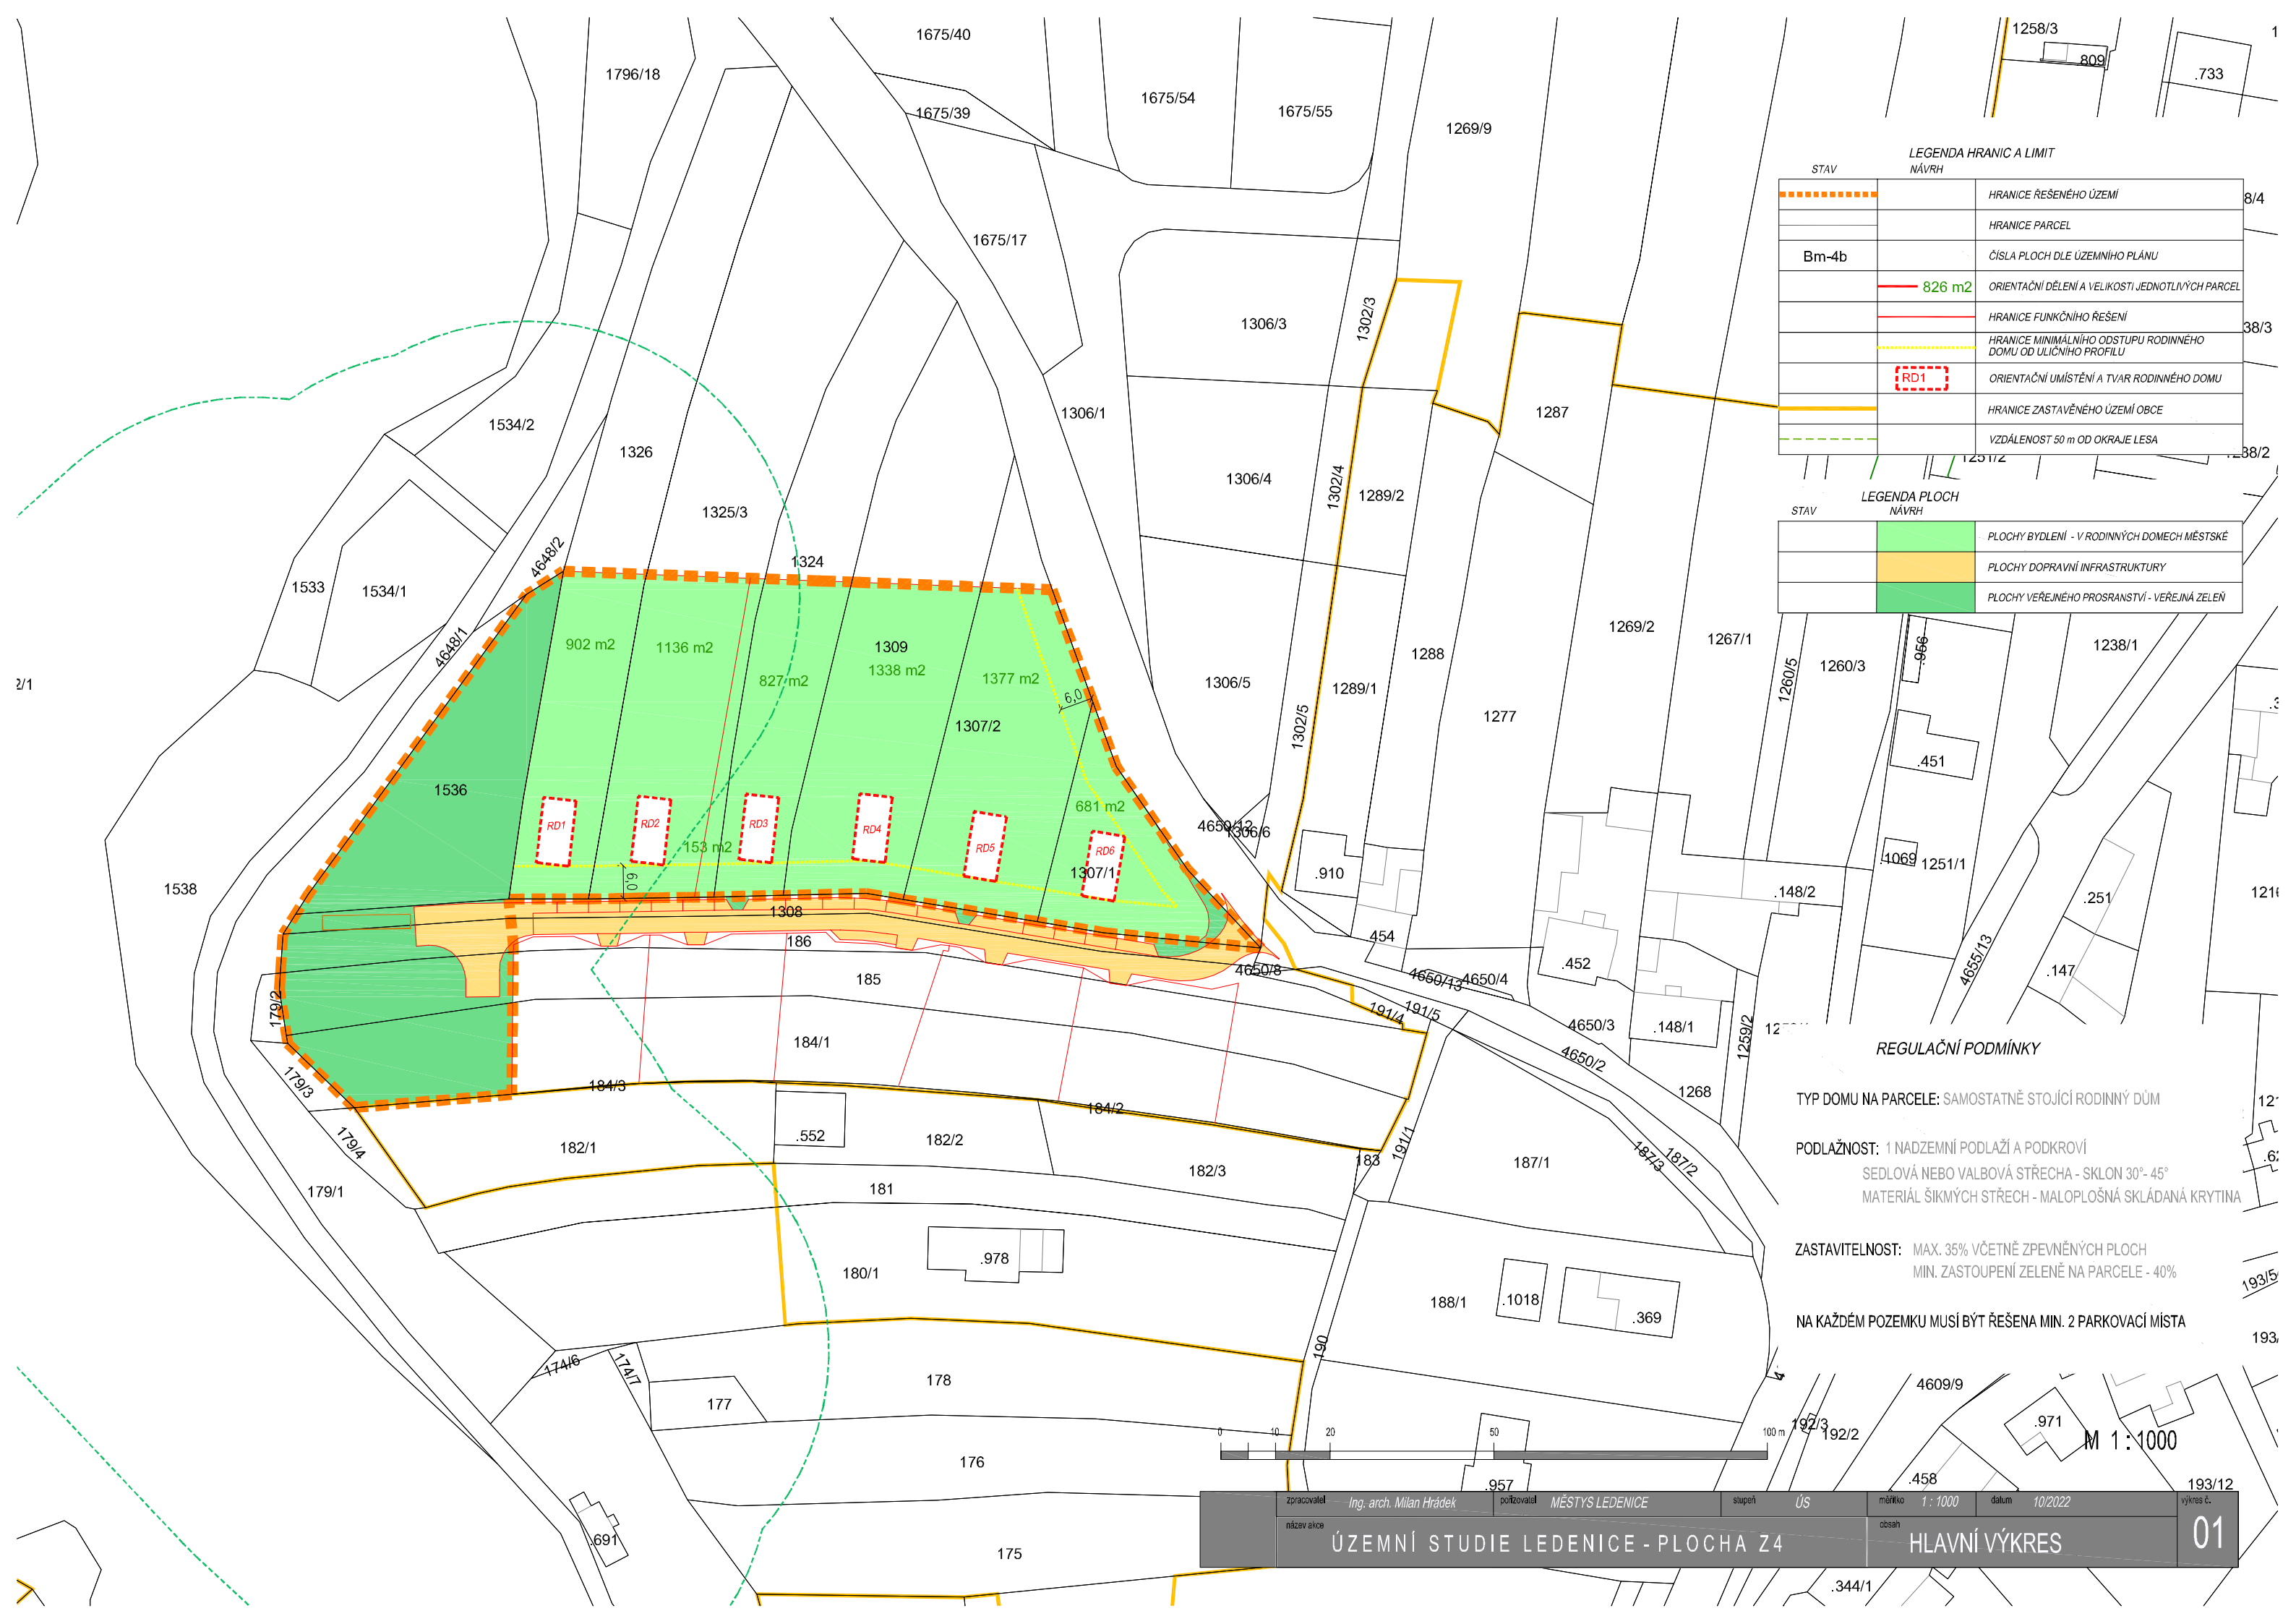 1675/40
1258/3
809
.733
1796/18
1675/39
1675/54
1675/55
1269/9
LEGENDA HRANIC A LIMIT
STAV
NÁVRH
HRANICE ŘEŠENÉHO ÚZEMÍ
8/4
HRANICE PARCEL
Bm-4b
ČÍSLA PLOCH DLE ÚZEMNÍHO PLÁNU
826 m2
ORIENTAČNÍ DĚLENÍ A VELIKOSTI JEDNOTLIVÝCH PARCEL
HRANICE FUNKČNÍHO ŘEŠENÍ
38/3
HRANICE MINIMÁLNÍHO ODSTUPU RODINNÉHO
DOMU OD ULIČNÍHO PROFILU
RD1
ORIENTAČNÍ UMÍSTĚNÍ A TVAR RODINNÉHO DOMU
HRANICE ZASTAVĚNÉHO ÚZEMÍ OBCE
VZDÁLENOST 50 m OD OKRAJE LESA
1251/2
LEGENDA PLOCH
STAV
NÁVRH
PLOCHY BYDLENÍ - V RODINNÝCH DOMECH MĚSTSKÉ
PLOCHY DOPRAVNÍ INFRASTRUKTURY
PLOCHY VEŘEJNÉHO PROSRANSTVÍ - VEŘEJNÁ ZELEŇ
1675/17
1306/3
1302/3
1306/1
1287
1534/2
1326
1306/4
1302/4
1289/2
1325/3
1324
4648/2
1533
1534/1
4648/1
902 m2
1136 m2
1309
1338 m2
827 m2
1377 m2
6,0
1307/2
1306/5
1302/5
1289/1
1288
1277
1269/2
1267/1
1260/5
1260/3
.956
1238/1
2/1
.451
1536
681 m2
RD1
RD2
RD3
RD4
RD5
RD6
153 m2
6,0
1307/1
4650/12
1306/6
.910
.1069
1251/1
.148/2
.251
1538
1308
186
454
185
4650/8
4650/13
4650/4
.452
4655/13
.147
179/2
191/4
191/5
4650/3
.148/1
1259/2
184/1
4650/2
REGULAČNÍ PODMÍNKY
179/3
184/3
184/2
1268
TYP DOMU NA PARCELE: SAMOSTATNĚ STOJÍCÍ RODINNÝ DŮM
179/4
.552
182/1
182/2
182/3
183
191/1
187/1
187/3
187/2
PODLAŽNOST: 1 NADZEMNÍ PODLAŽÍ A PODKROVÍ
SEDLOVÁ NEBO VALBOVÁ STŘECHA - SKLON 30°- 45°
MATERIÁL ŠIKMÝCH STŘECH - MALOPLOŠNÁ SKLÁDANÁ KRYTINA
179/1
181
.978
180/1
ZASTAVITELNOST: MAX. 35% VČETNĚ ZPEVNĚNÝCH PLOCH
MIN. ZASTOUPENÍ ZELENĚ NA PARCELE - 40%
193/5
188/1
.1018
.369
NA KAŽDÉM POZEMKU MUSÍ BÝT ŘEŠENA MIN. 2 PARKOVACÍ MÍSTA
190
174/6
174/7
177
178
4609/9
.971
192/3
192/2
0
10
20
50
100 m
M 1 : 1000
176
.957
.458
193/12
zpracovatel
Ing. arch. Milan Hrádek
pořizovatel
MĚSTYS LEDENICE
stupeň
ÚS
měřítko
1 : 1000
datum
10/2022
výkres č.
název akce
ÚZEMNÍ STUDIE LEDENICE - PLOCHA Z4
obsah
HLAVNÍ VÝKRES
01
.691
175
.344/1